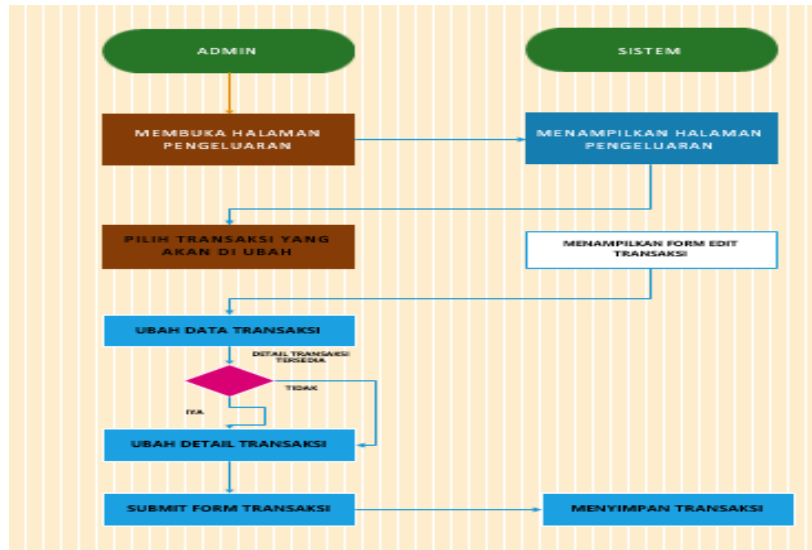 ADMIN
SISTEM
MEMBUKA HALAMAN
PENGELUARAN
MENAMPILKAN HALAMAN
PENGELUARAN
PILIH TRANSAKSI YANG
AKAN DI UBAH
MENAMPILKAN FORM EDIT
TRANSAKSI
UBAH DATA TRANSAKSI
DETAIL TRANSAKSI
TERSEDIA
TIDAK
IYA
UBAH DETAIL TRANSAKSI
SUBMIT FORM TRANSAKSI
MENYIMPAN TRANSAKSI